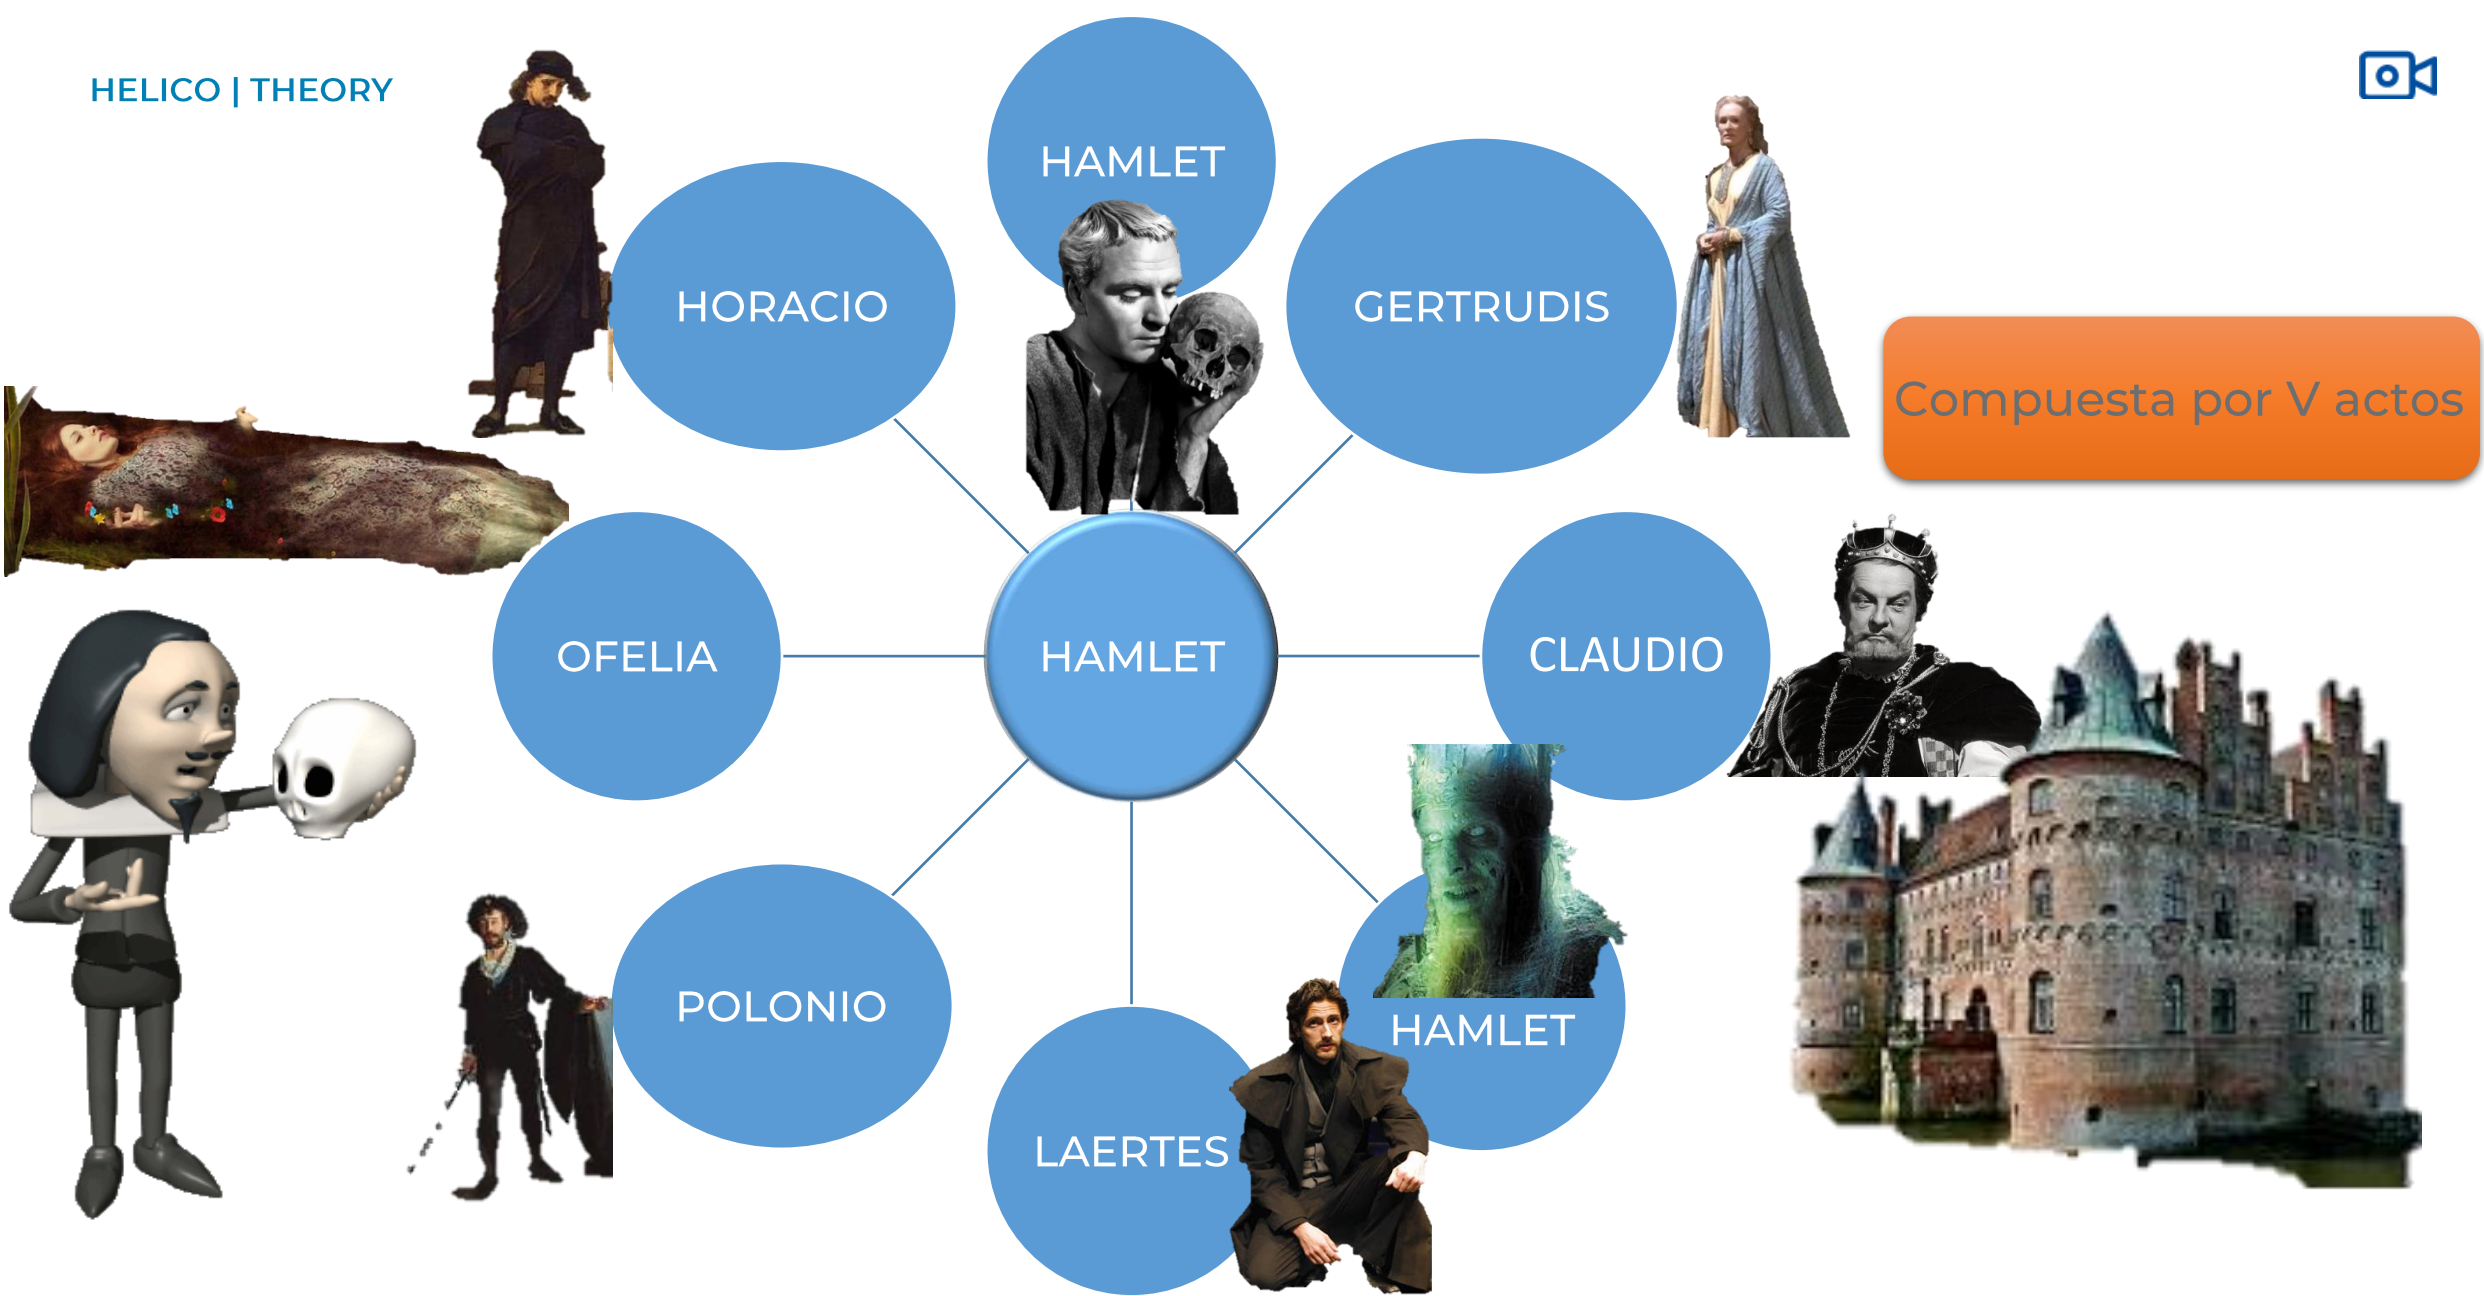 HELICO | THEORY
HAMLET
HORACIO
GERTRUDIS
Compuesta por V actos
OFELIA
HAMLET
CLAUDIO
POLONIO
HAMLET
LAERTES